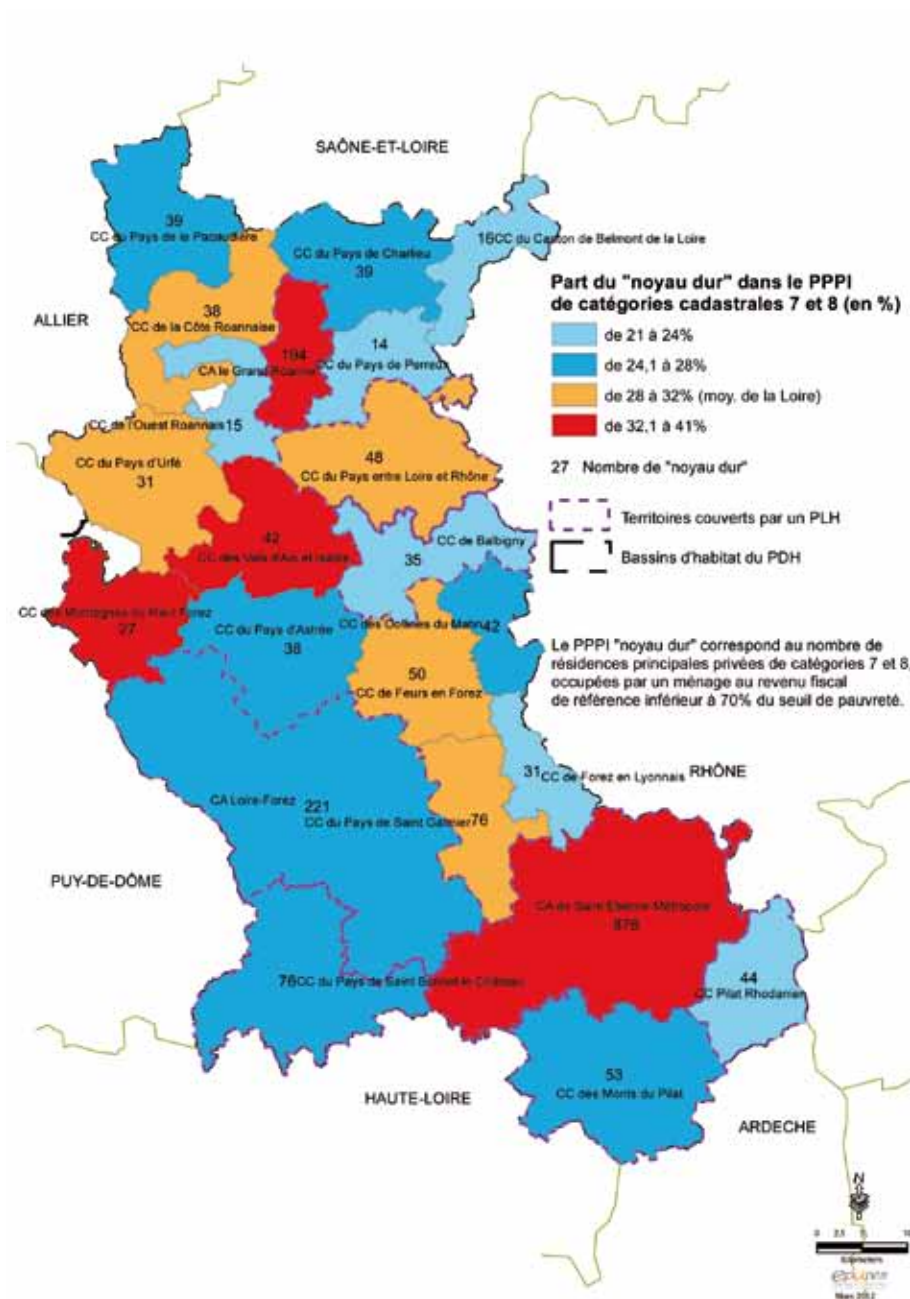 SAÔNE-ET-LOIRE
39
CC du Pays de la Pacaudière
CC du Pays de Charlieu
39
16 CC du Canton de Belmont de la Loire
Part du "noyau dur" dans le PPPI
de catégories cadastrales 7 et 8 (en %)
de 21 à 24%
de 24,1 à 28%
de 28 à 32% (moy. de la Loire)
de 32,1 à 41%
27 Nombre de "noyau dur"
Territoires couverts par un PLH
Bassins d'habitat du PDH
Le PPPI "noyau dur" correspond au nombre de
résidences principales privées de catégories 7 et 8,
occupées par un ménage au revenu fiscal
de référence inférieur à 70% du seuil de pauvreté.
ALLIER
38
CC de la Côte Roannaise
194
CA le Grand Roanne
14
CC du Pays de Perreux
CC de l'Ouest Roannais 15
CC du Pays d'Urfé
31
48
CC du Pays entre Loire et Rhône
42
CC des Vals d'Aix et Isable
CC de Balbigny
35
CC des Montagnes du Haut Forez
27
CC du Pays d'Astrée
38
CC des Collines du Matin
42
50
CC de Feurs en Forez
31 CC de Forez en Lyonnais
RHÔNE
CA Loire-Forez
221
CC du Pays de Saint Galmier 76
PUY-DE-DÔME
CA de Saint Etienne Métropole
76 CC du Pays de Saint Bonnet le Château
44
CC Pilat Rhodanien
53
CC des Monts du Pilat
HAUTE-LOIRE
ARDECHE
N
0 2,5 5 10
Kilomètres
Mars 2012